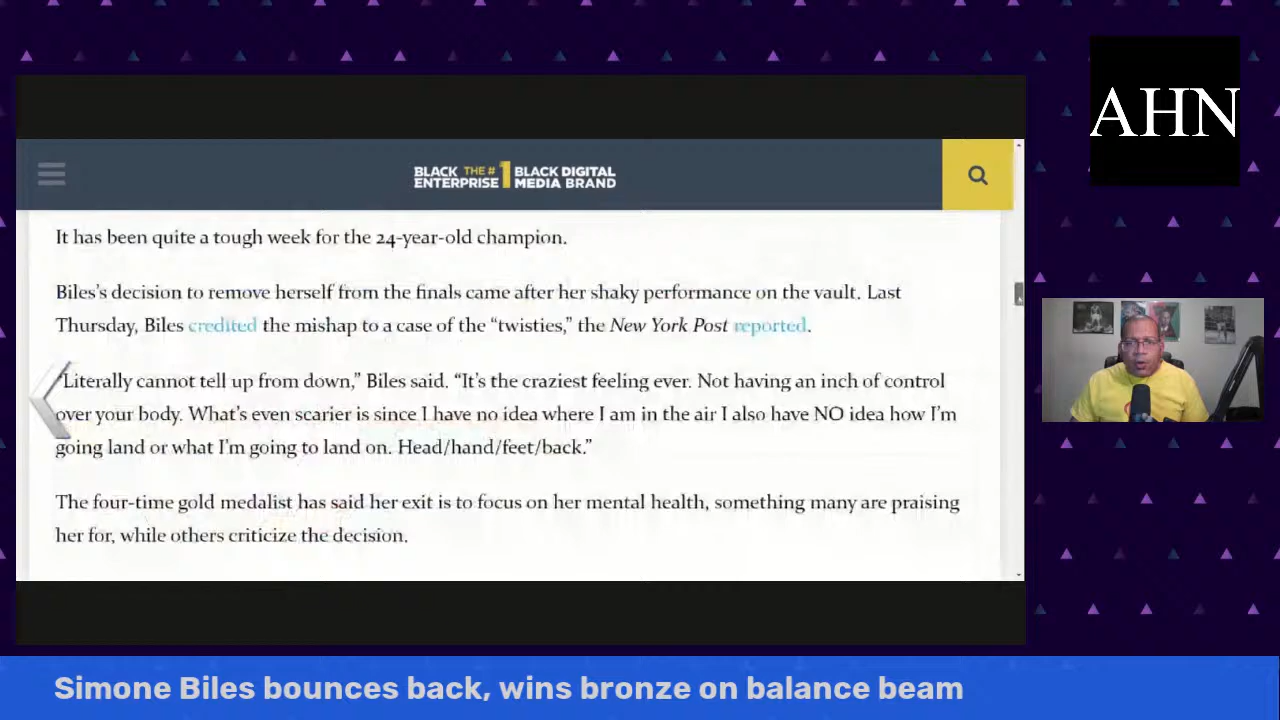 AHN
BLACK ENTERPRISE THE #1 BLACK DIGITAL MEDIA BRAND
It has been quite a tough week for the 24-year-old champion.
Biles's decision to remove herself from the finals came after her shaky performance on the vault. Last
Thursday, Biles credited the mishap to a case of the “twisties,” the New York Post reported.
“Literally cannot tell up from down,” Biles said. “It's the craziest feeling ever. Not having an inch of control
over your body. What's even scarier is since I have no idea where I am in the air I also have NO idea how I'm
going land or what I'm going to land on. Head/hand/feet/back.”
The four-time gold medalist has said her exit is to focus on her mental health, something many are praising
her for, while others criticize the decision.
Simone Biles bounces back, wins bronze on balance beam